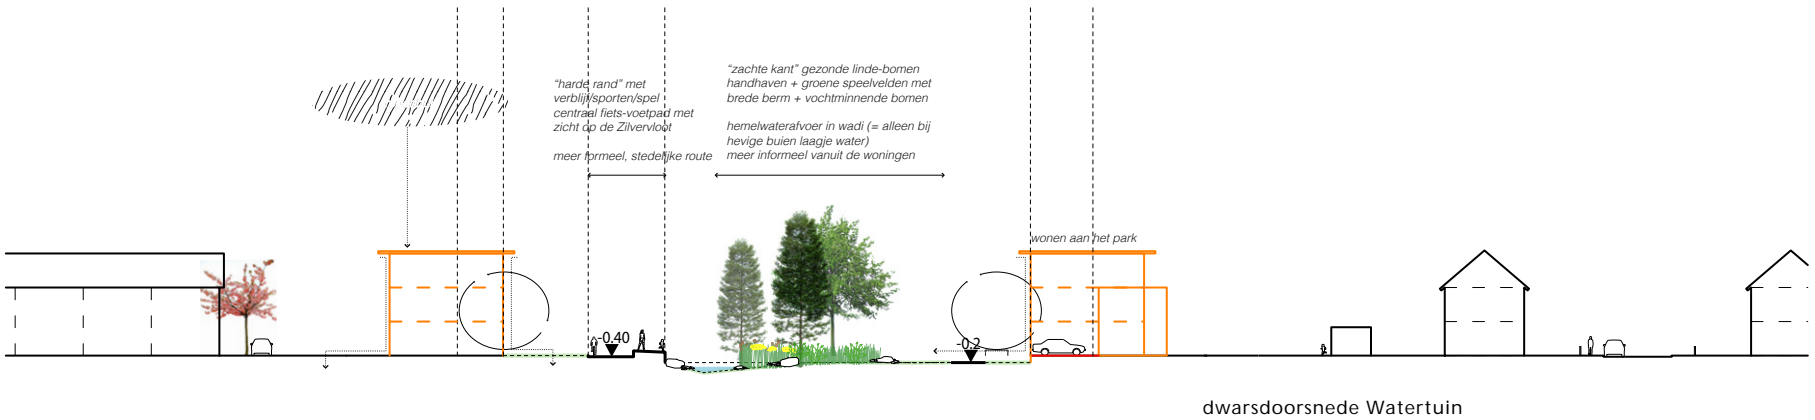 “harde rand” met
verblijf/sporten/spel
centraal fiets-voetpad met
zicht op de Zilvervloot
meer formeel, stedelijke route
“zachte kant” gezonde linde-bomen
handhaven + groene speelvelden met
brede berm + vochtminnende bomen
hemelwaterafvoer in wadi (= alleen bij
hevige buien laagje water)
meer informeel vanuit de woningen
wonen aan het park
-0.40
-0.2
dwarsdoorsnede Watertuin